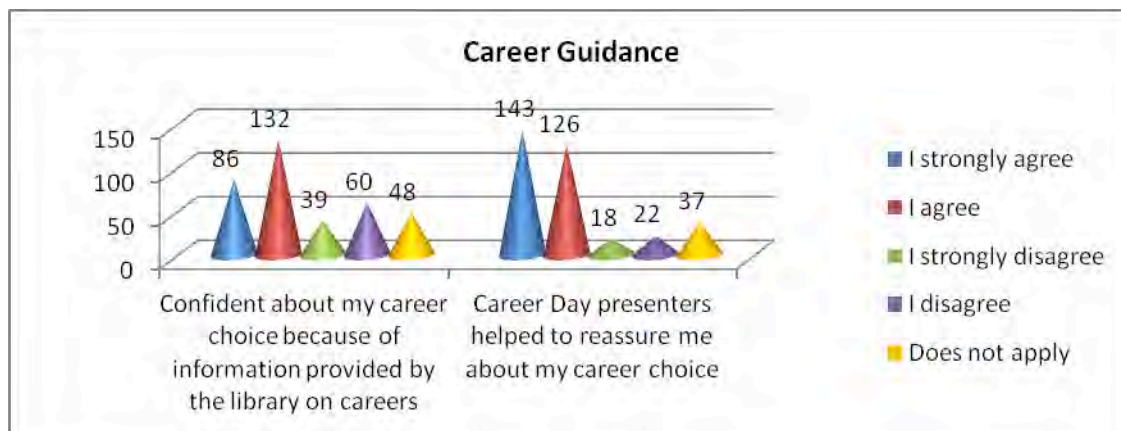 Career Guidance
143
132
126
150
86
100
60
48
39
37
50
18
22
0
Confident about my career
choice because of
information provided by
the library on careers
Career Day presenters
helped to reassure me
about my career choice
I strongly agree
I agree
I strongly disagree
I disagree
Does not apply